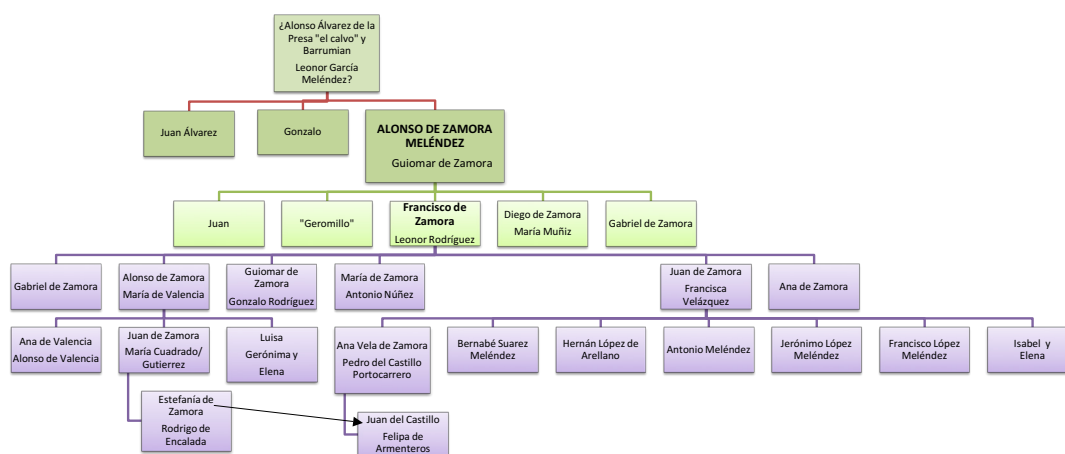 ¿Alonso Álvarez de la
Presa "el calvo" y
Barrumian
Leonor García
Meléndez?
Juan Álvarez
Gonzalo
ALONSO DE ZAMORA
MELÉNDEZ
Guiomar de Zamora
Juan
"Geromillo"
Francisco de
Zamora
Leonor Rodríguez
Diego de Zamora
María Muñiz
Gabriel de Zamora
Gabriel de Zamora
Alonso de Zamora
María de Valencia
Guiomar de
Zamora
Gonzalo Rodríguez
María de Zamora
Antonio Núñez
Juan de Zamora
Francisca
Velázquez
Ana de Zamora
Ana de Valencia
Alonso de Valencia
Juan de Zamora
María Cuadrado/
Gutierrez
Luisa
Gerónima y
Elena
Ana Vela de Zamora
Pedro del Castillo
Portocarrero
Bernabé Suarez
Meléndez
Hernán López de
Arellano
Antonio Meléndez
Jerónimo López
Meléndez
Francisco López
Meléndez
Isabel y
Elena
Estefanía de
Zamora
Rodrigo de
Encalada
Juan del Castillo
Felipa de
Armenteros